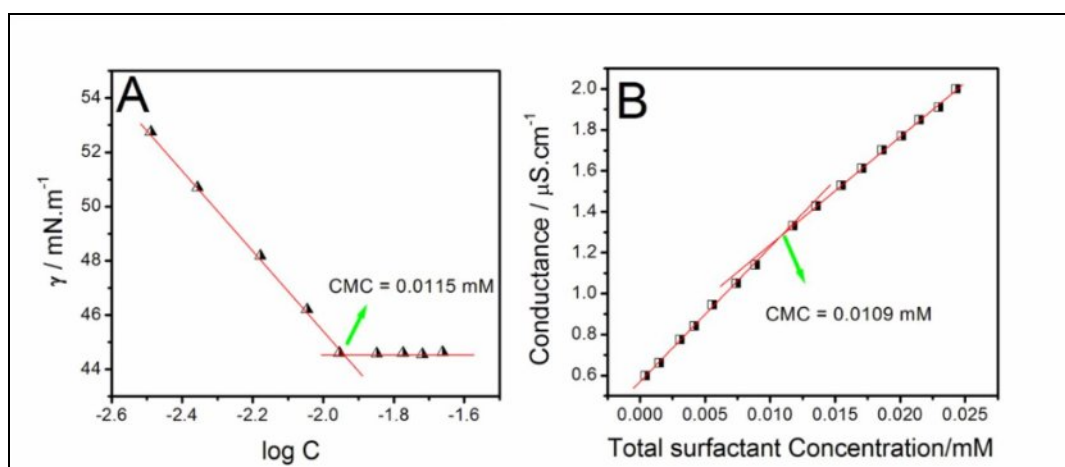 A
54
52
50
48
46
44
γ / mN.m⁻¹
CMC = 0.0115 mM
-2.6 -2.4 -2.2 -2.0 -1.8 -1.6
log C
B
2.0
1.8
1.6
1.4
1.2
1.0
0.8
0.6
Conductance / μS.cm⁻¹
CMC = 0.0109 mM
0.000 0.005 0.010 0.015 0.020 0.025
Total surfactant Concentration/mM